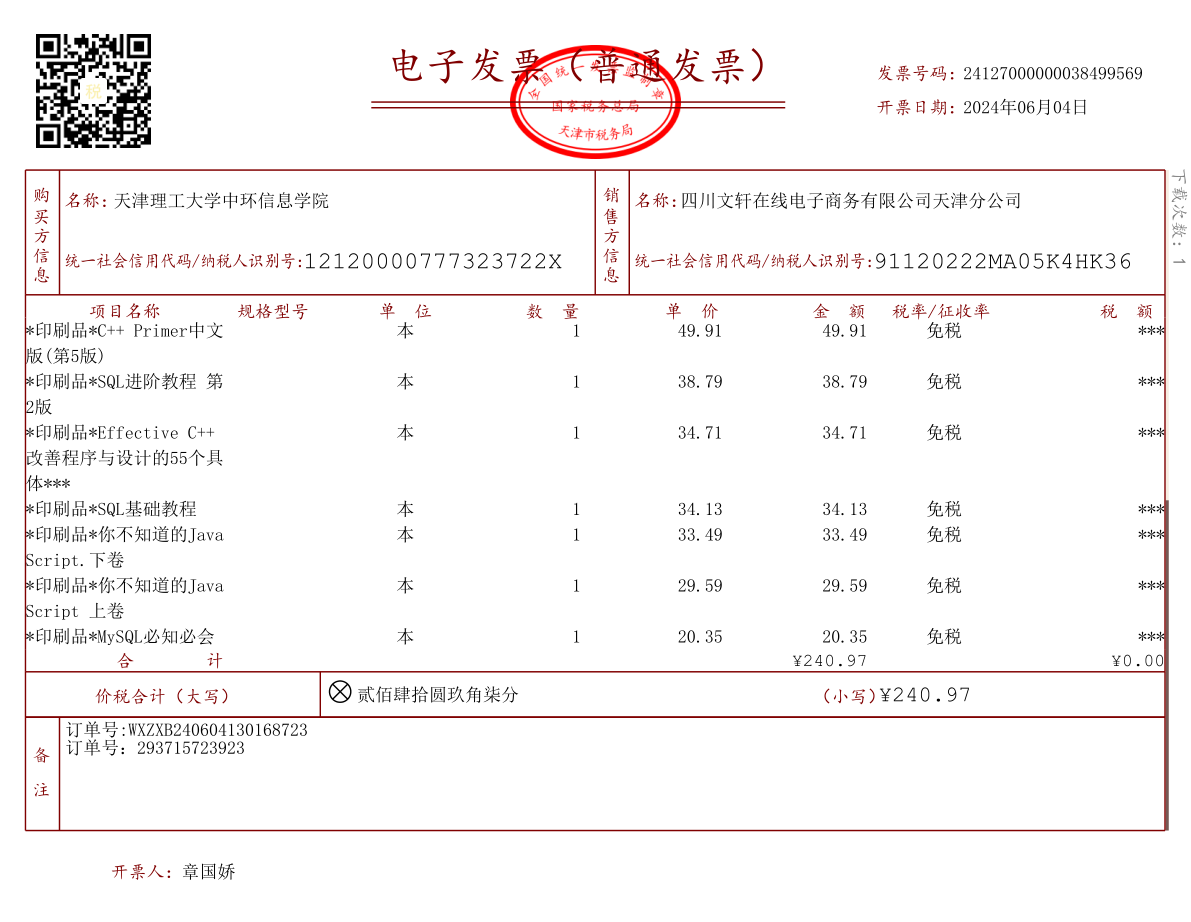 电子发票（普通发票）
全国统一发票监制章
国家税务总局
天津市税务局
税
发票号码：24127000000038499569
开票日期：2024年06月04日
下载次数：1
购买方信息
名称：天津理工大学中环信息学院
统一社会信用代码/纳税人识别号：12120000777323722X
销售方信息
名称：四川文轩在线电子商务有限公司天津分公司
统一社会信用代码/纳税人识别号：91120222MA05K4HK36
项目名称 规格型号 单 位 数 量 单 价 金 额 税率/征收率 税 额
*印刷品*C++ Primer中文 本 1 49.91 49.91 免税 ***
版(第5版)
*印刷品*SQL进阶教程 第 本 1 38.79 38.79 免税 ***
2版
*印刷品*Effective C++ 本 1 34.71 34.71 免税 ***
改善程序与设计的55个具
体***
*印刷品*SQL基础教程 本 1 34.13 34.13 免税 ***
*印刷品*你不知道的Java 本 1 33.49 33.49 免税 ***
Script.下卷
*印刷品*你不知道的Java 本 1 29.59 29.59 免税 ***
Script 上卷
*印刷品*MySQL必知必会 本 1 20.35 20.35 免税 ***
合 计 ¥240.97 ¥0.00
价税合计（大写） ⊗ 贰佰肆拾圆玖角柒分 （小写）¥240.97
备注
订单号:WXZXB240604130168723
订单号：293715723923
开票人：章国娇